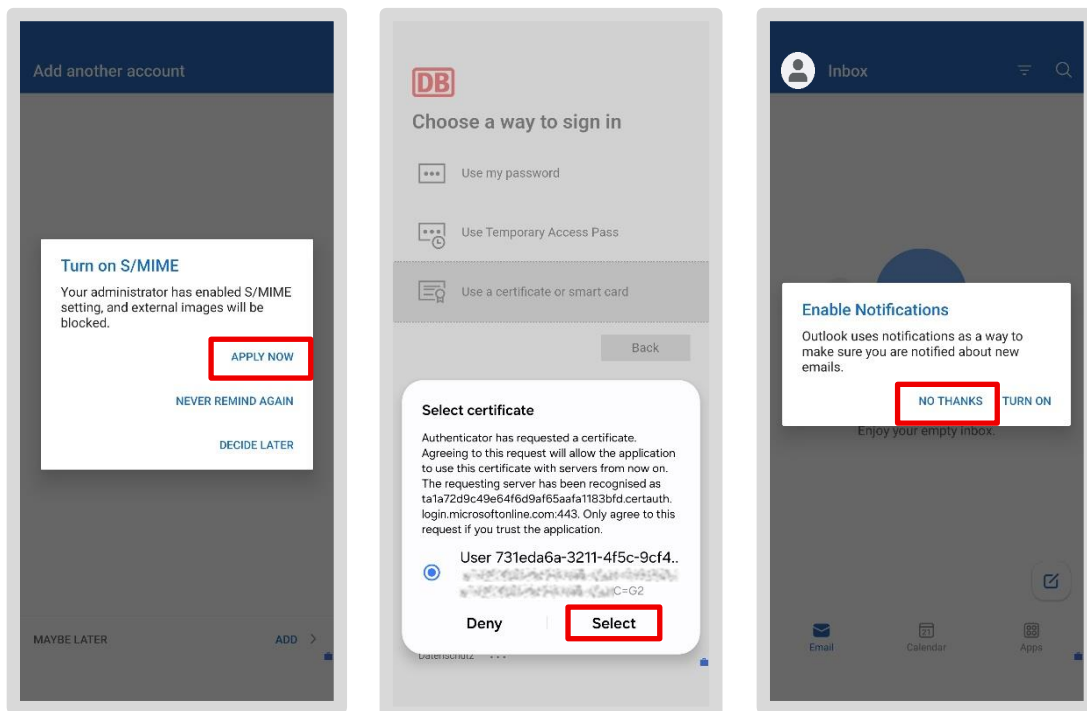 Add another account
Turn on S/MIME
Your administrator has enabled S/MIME
setting, and external images will be
blocked.
APPLY NOW
NEVER REMIND AGAIN
DECIDE LATER
MAYBE LATER
ADD
DB
Choose a way to sign in
Use my password
Use Temporary Access Pass
Use a certificate or smart card
Back
Select certificate
Authenticator has requested a certificate.
Agreeing to this request will allow the application
to use this certificate with servers from now on.
The requesting server has been recognised as
ta1a72d9c49e64f6d9af65aafa1183bfd.certauth.
login.microsoftonline.com:443. Only agree to this
request if you trust the application.
User 731eda6a-3211-4f5c-9cf4..
C=G2
Deny
Select
Datenschutz ...
Inbox
Enable Notifications
Outlook uses notifications as a way to
make sure you are notified about new
emails.
NO THANKS TURN ON
Enjoy your empty inbox.
21
Email
Calendar
Apps